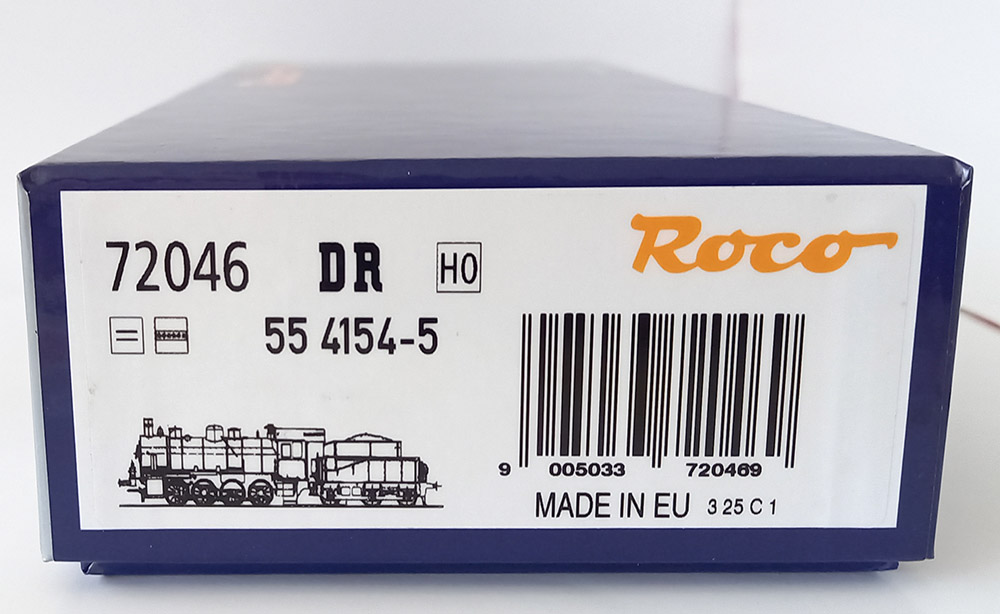 72046 DR H0 Roco
55 4154-5
9 005033 720469
MADE IN EU 3 25 C 1